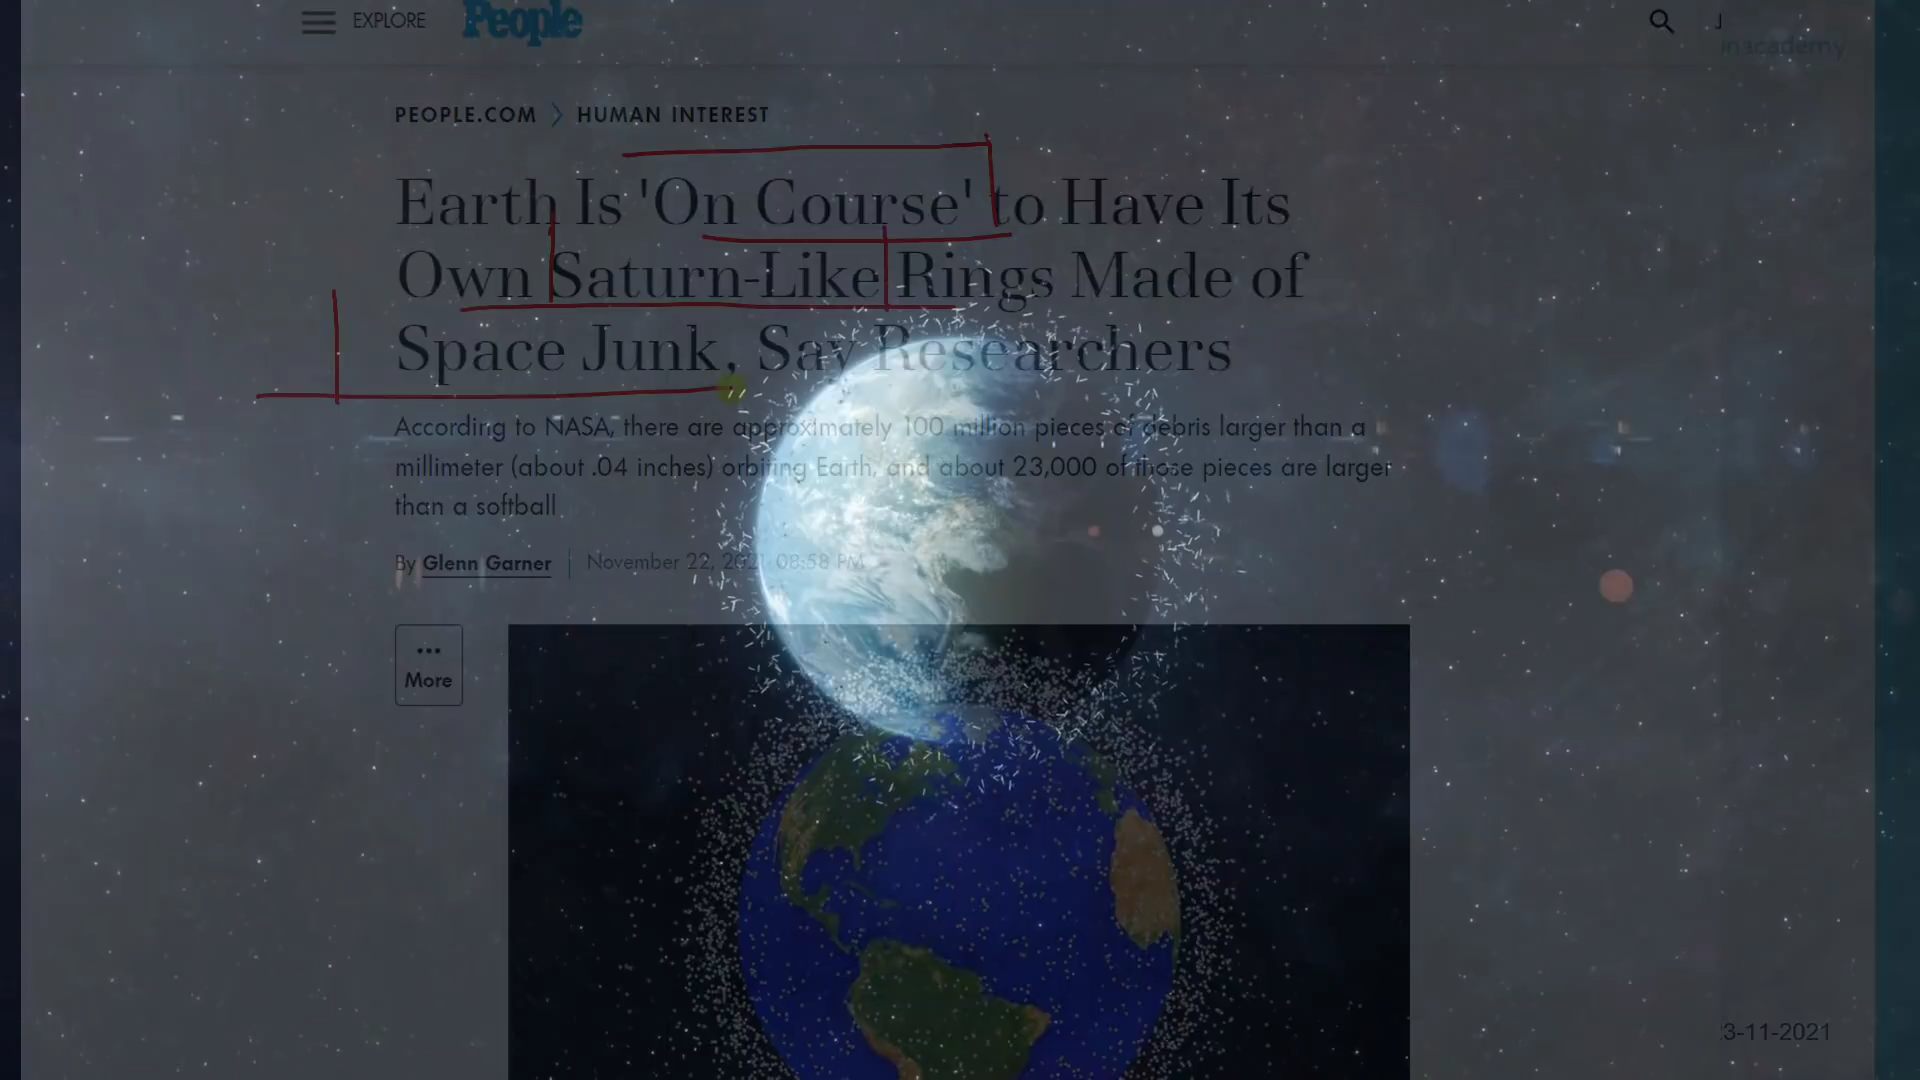 EXPLORE People J
inacademy
PEOPLE.COM > HUMAN INTEREST
Earth Is 'On Course' to Have Its
Own Saturn-Like Rings Made of
Space Junk, Say Researchers
According to NASA, there are approximately 100 million pieces of debris larger than a
millimeter (about .04 inches) orbiting Earth, and about 23,000 of those pieces are larger
than a softball
By Glenn Garner | November 22, 2021 08:58 PM
More
3-11-2021